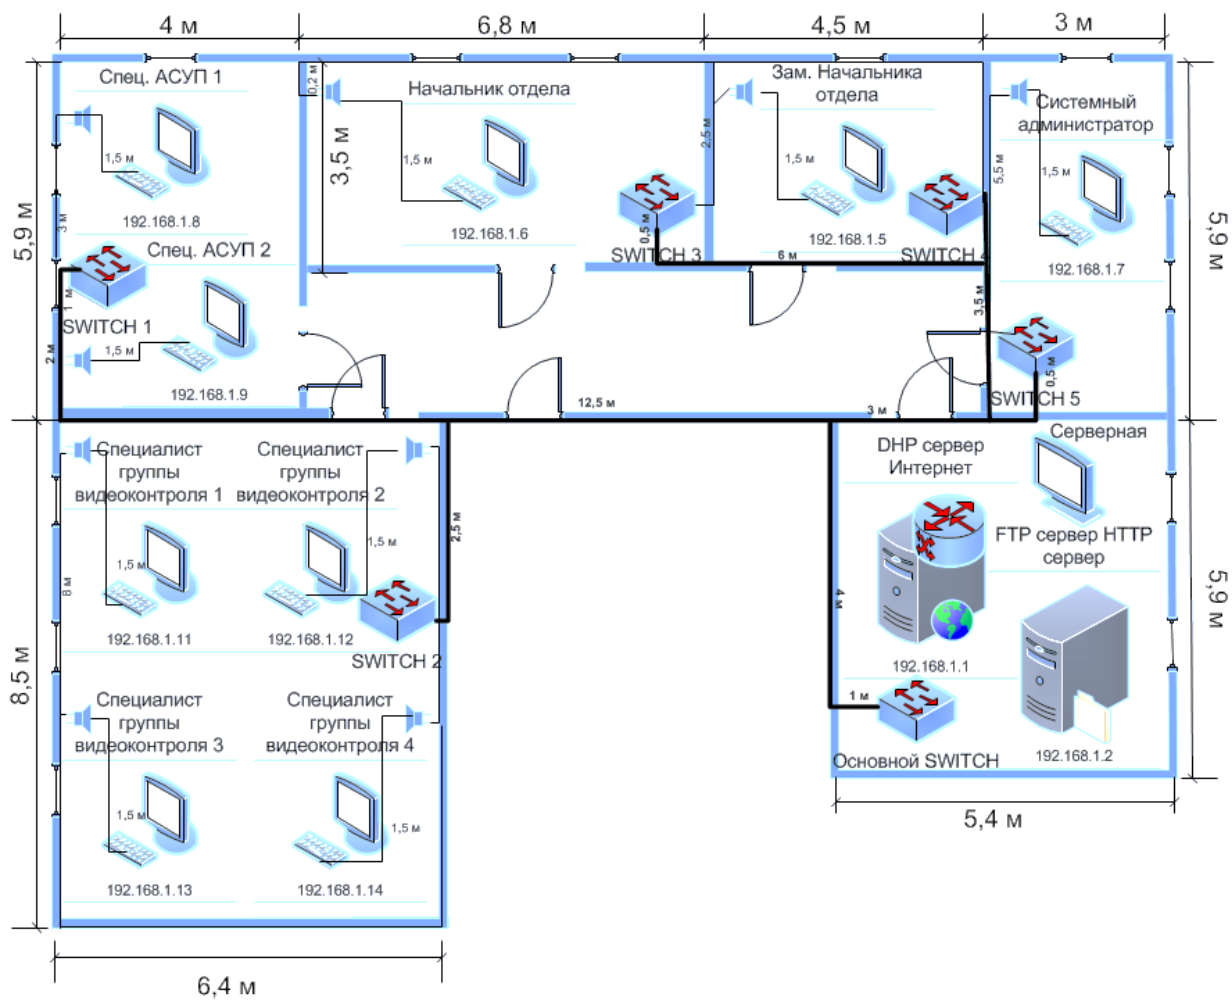 4 м
6,8 м
4,5 м
3 м
Спец. АСУП 1
1,5 м
192.168.1.8
3 м
5,9 м
Спец. АСУП 2
SWITCH 1
1 м
2 м
1,5 м
192.168.1.9
0,2 м
3,5 м
Начальник отдела
1,5 м
192.168.1.6
SWITCH 3
0,5 м
2,5 м
Зам. Начальника
отдела
1,5 м
192.168.1.5
SWITCH 4
6 м
5,5 м
3,5 м
Системный
администратор
1,5 м
192.168.1.7
SWITCH 5
0,5 м
5,9 м
12,5 м
3 м
Специалист
группы
видеоконтроля 1
1,5 м
192.168.1.11
Специалист
группы
видеоконтроля 2
1,5 м
192.168.1.12
SWITCH 2
2,5 м
8 м
8,5 м
Специалист
группы
видеоконтроля 3
1,5 м
192.168.1.13
Специалист
группы
видеоконтроля 4
1,5 м
192.168.1.14
6,4 м
DHP сервер
Интернет
Серверная
FTP сервер HTTP
сервер
192.168.1.1
4 м
1 м
Основной SWITCH
192.168.1.2
5,9 м
5,4 м